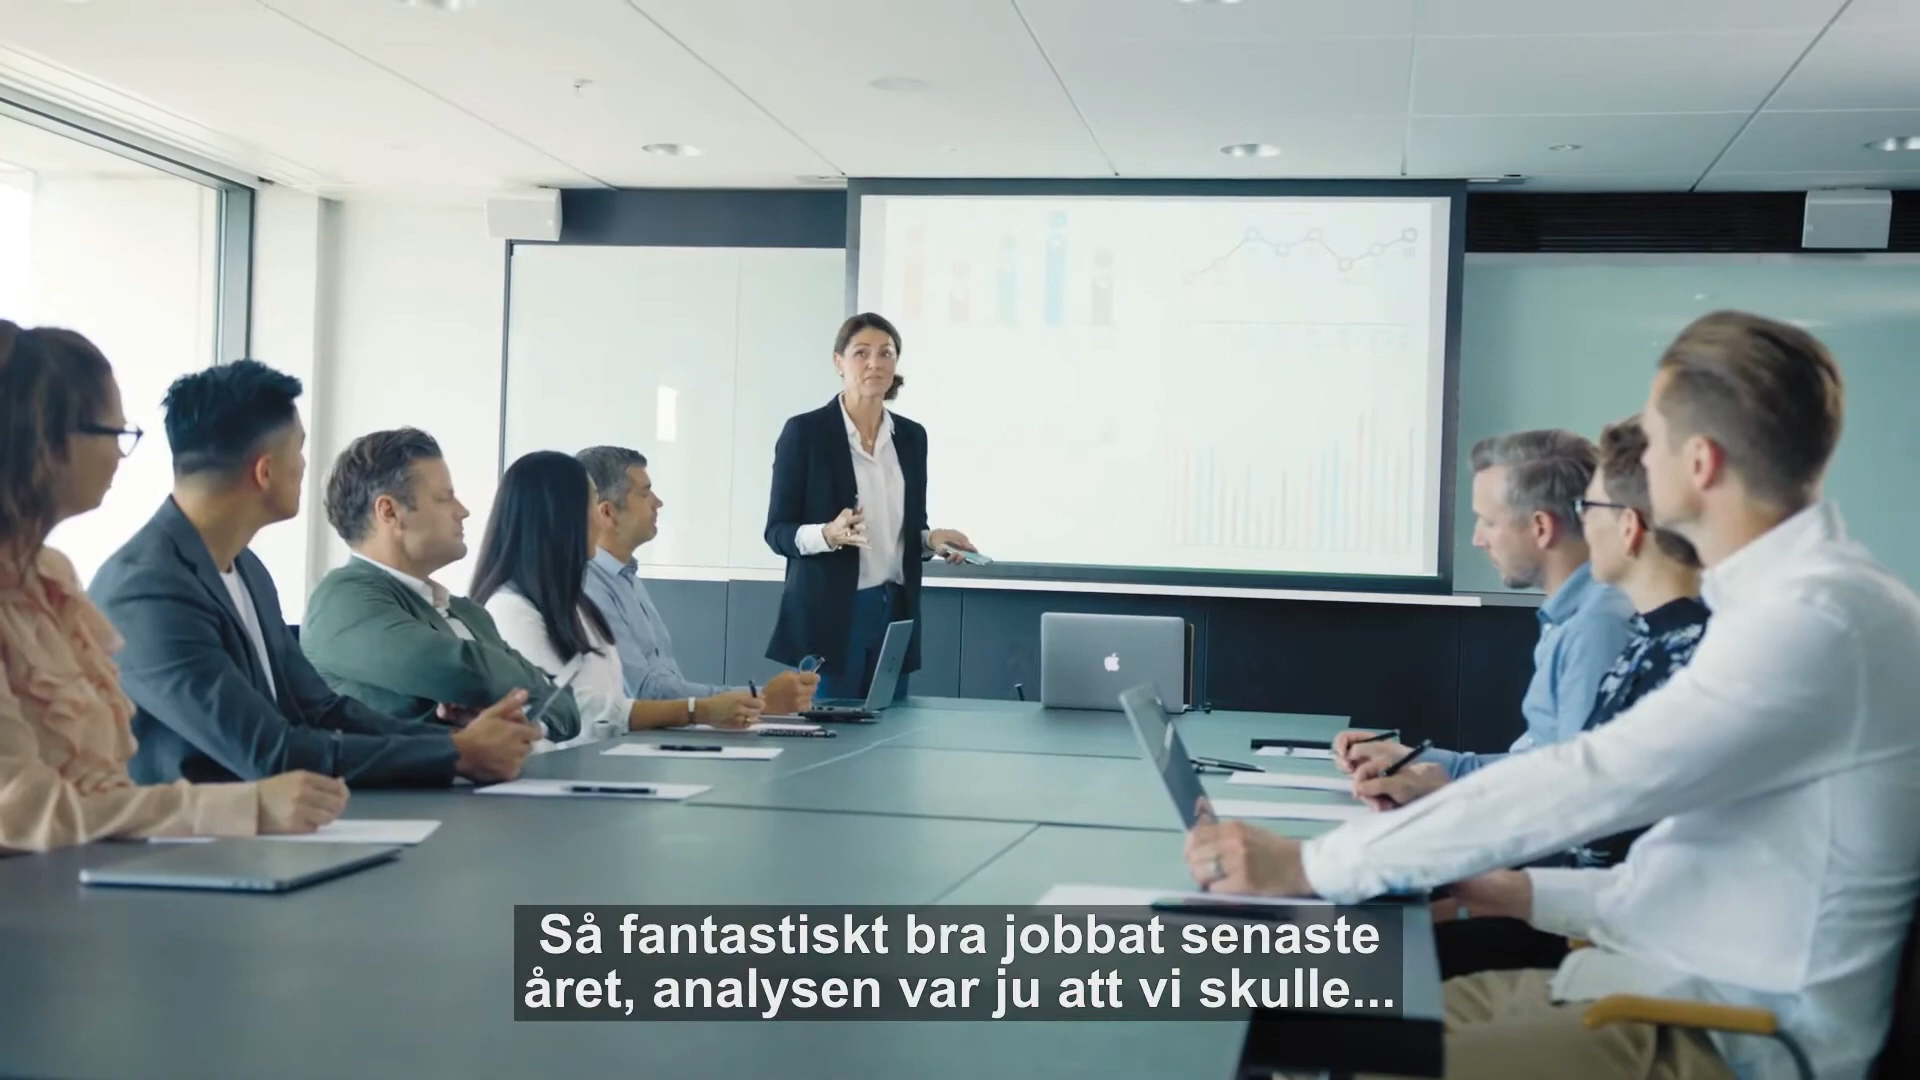 Så fantastiskt bra jobbat senaste
året, analysen var ju att vi skulle...